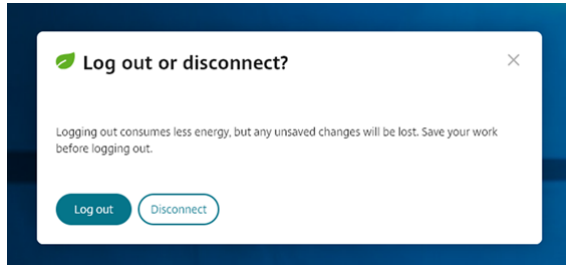 Log out or disconnect?
Logging out consumes less energy, but any unsaved changes will be lost. Save your work
before logging out.
Log out
Disconnect